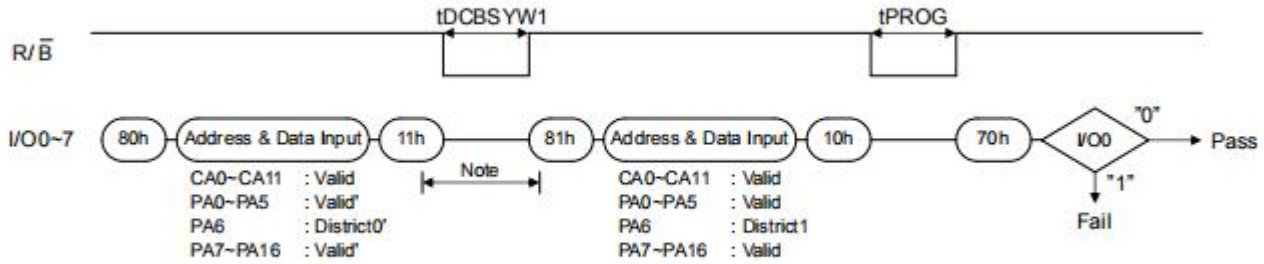 tDCBSYW1 tPROG
R/B̅
I/O0~7 80h Address & Data Input 11h 81h Address & Data Input 10h 70h I/O0 "0" Pass
Note "1"
Fail
CA0~CA11 : Valid CA0~CA11 : Valid
PA0~PA5 : Valid' PA0~PA5 : Valid
PA6 : District0' PA6 : District1
PA7~PA16 : Valid' PA7~PA16 : Valid